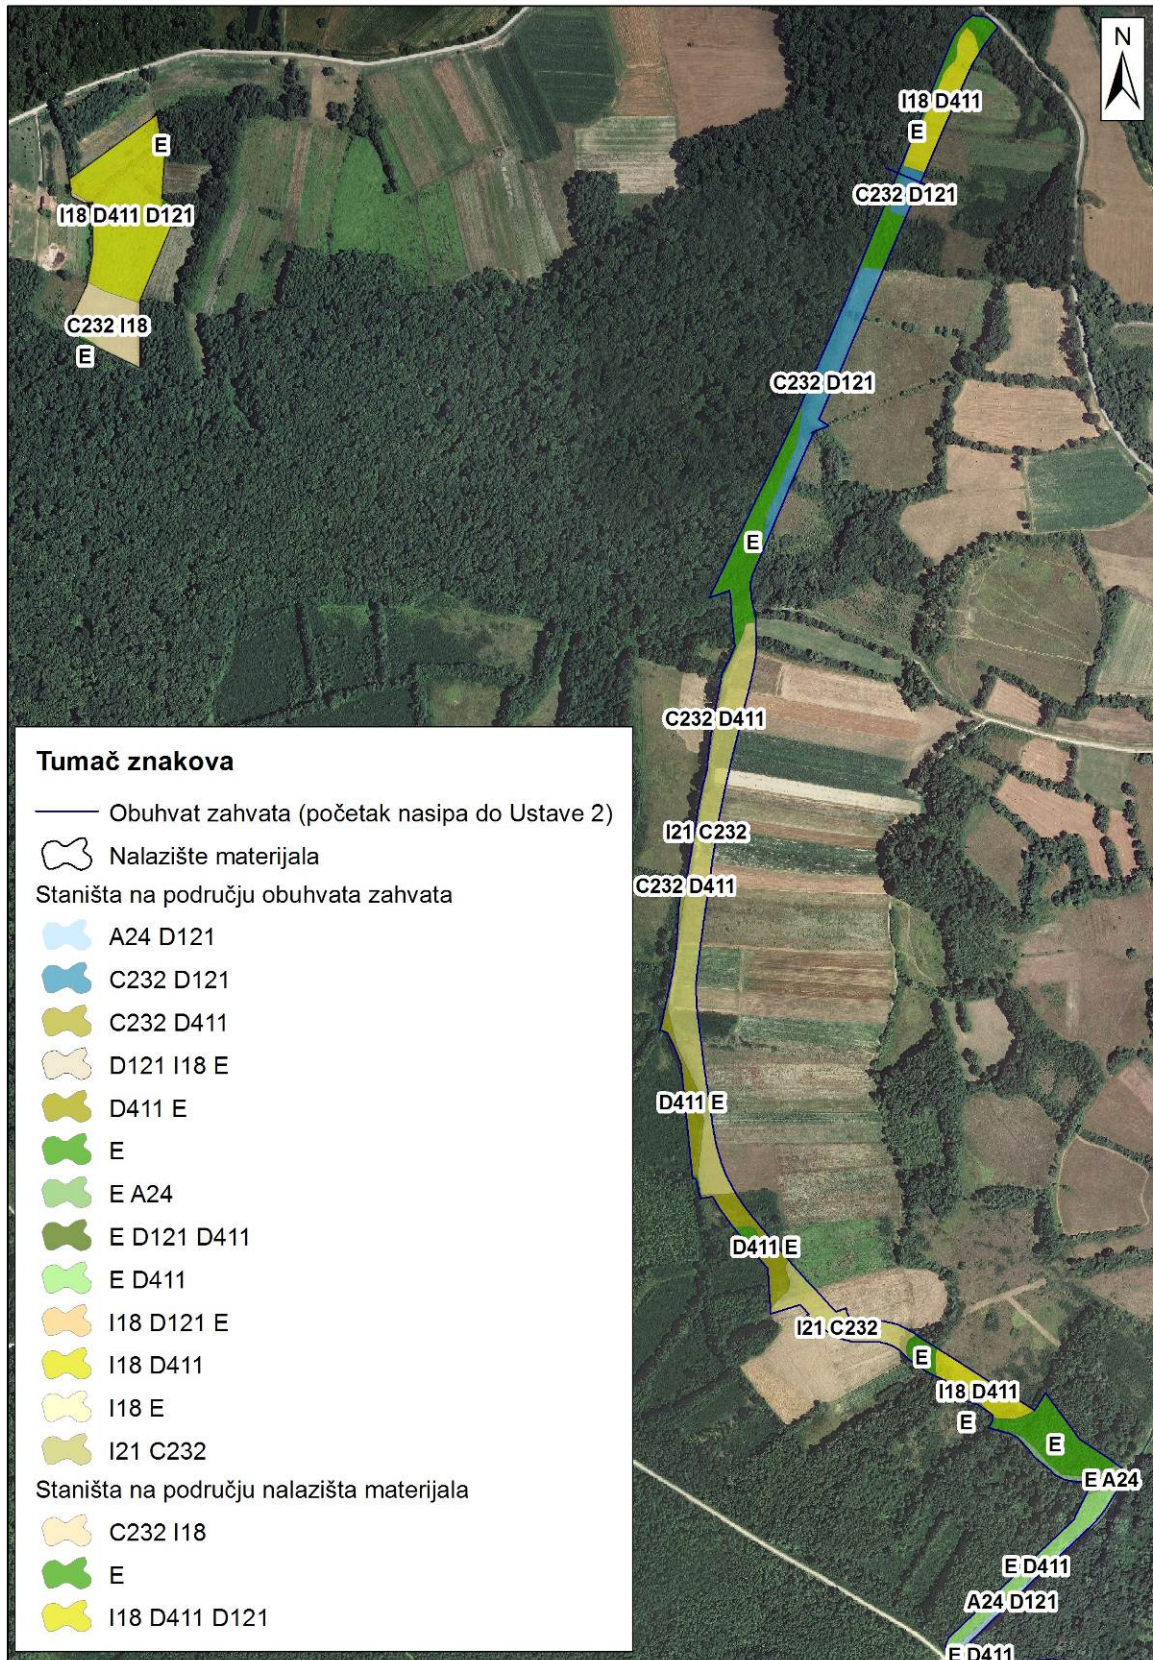 N
I18 D411
E
E
C232 D121
I18 D411 D121
C232 I18
E
C232 D121
E
C232 D411
I21 C232
C232 D411
D411 E
D411 E
I21 C232
E
I18 D411
E
E
E A24
E D411
A24 D121
E D411
Tumač znakova
Obuhvat zahvata (početak nasipa do Ustave 2)
Nalazište materijala
Staništa na području obuhvata zahvata
A24 D121
C232 D121
C232 D411
D121 I18 E
D411 E
E
E A24
E D121 D411
E D411
I18 D121 E
I18 D411
I18 E
I21 C232
Staništa na području nalazišta materijala
C232 I18
E
I18 D411 D121